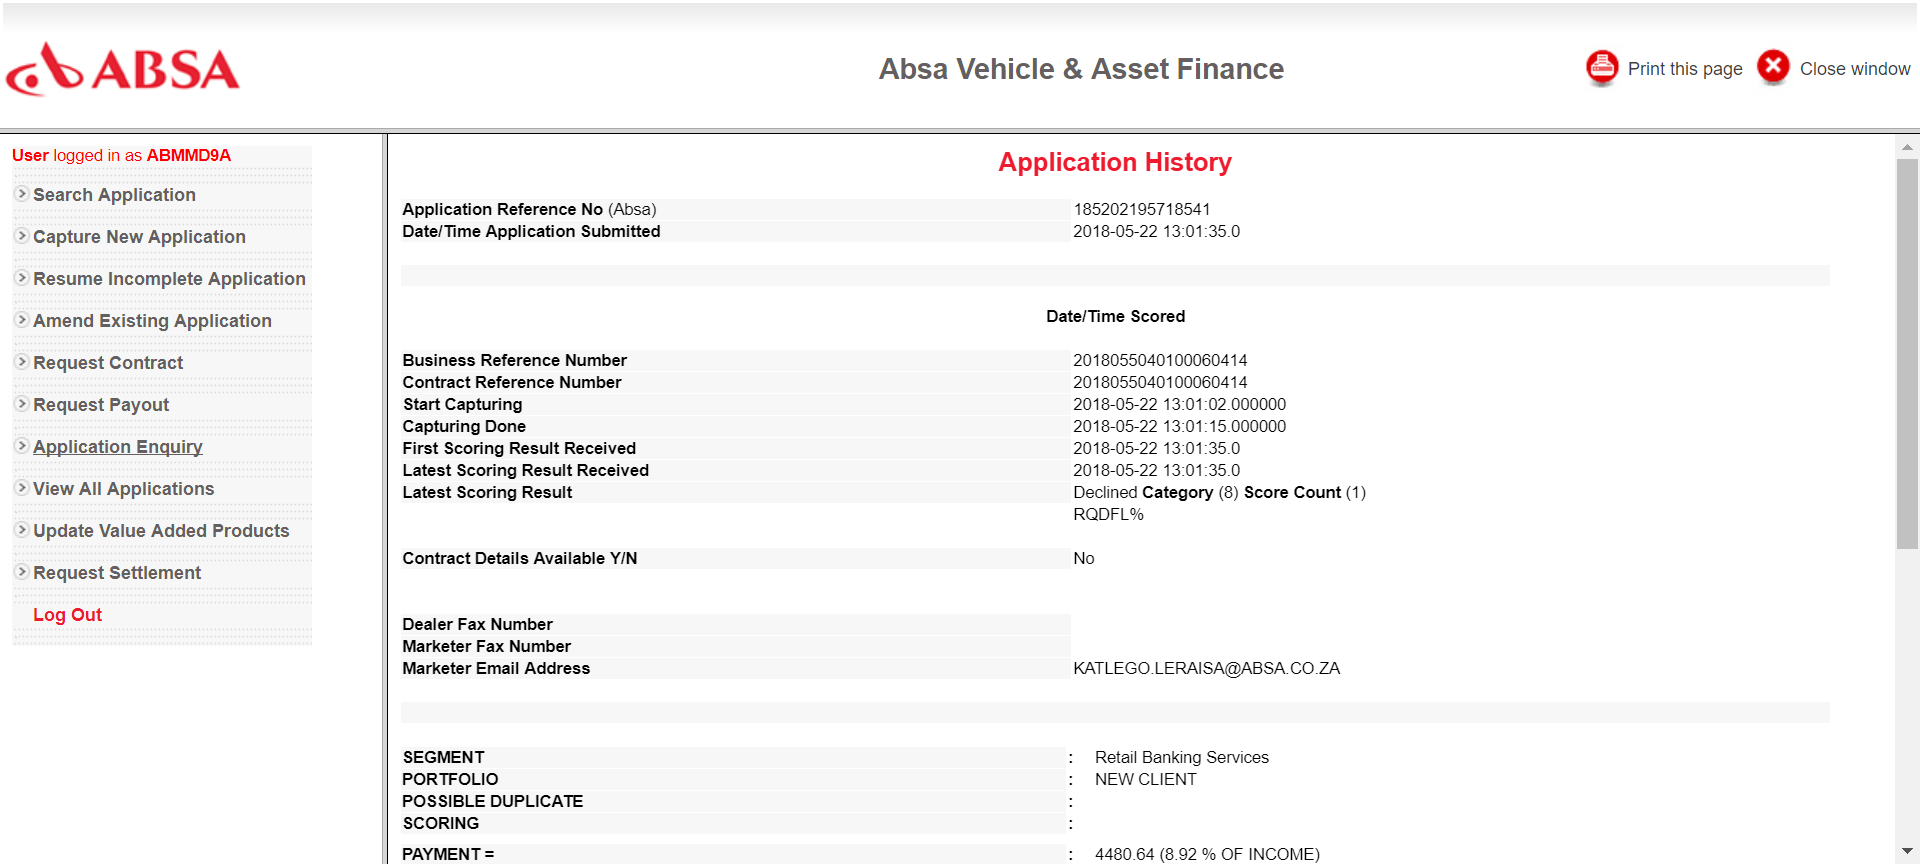 ABSA
Absa Vehicle & Asset Finance
Print this page
Close window
User logged in as ABMMD9A
Search Application
Capture New Application
Resume Incomplete Application
Amend Existing Application
Request Contract
Request Payout
Application Enquiry
View All Applications
Update Value Added Products
Request Settlement
Log Out
Application History
Application Reference No (Absa) 185202195718541
Date/Time Application Submitted 2018-05-22 13:01:35.0
Date/Time Scored
Business Reference Number 2018055040100060414
Contract Reference Number 2018055040100060414
Start Capturing 2018-05-22 13:01:02.000000
Capturing Done 2018-05-22 13:01:15.000000
First Scoring Result Received 2018-05-22 13:01:35.0
Latest Scoring Result Received 2018-05-22 13:01:35.0
Latest Scoring Result Declined Category (8) Score Count (1)
RQDFL%
Contract Details Available Y/N No
Dealer Fax Number
Marketer Fax Number
Marketer Email Address KATLEGO.LERAISA@ABSA.CO.ZA
SEGMENT : Retail Banking Services
PORTFOLIO : NEW CLIENT
POSSIBLE DUPLICATE :
SCORING :
PAYMENT = : 4480.64 (8.92 % OF INCOME)